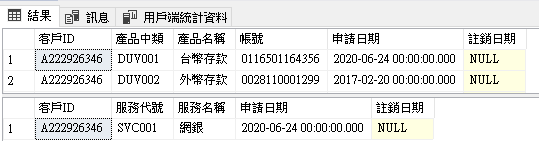 結果 訊息 用戶端統計資料
客戶ID 產品中類 產品名稱 帳號 申請日期 註銷日期
1 A222926346 DUV001 台幣存款 0116501164356 2020-06-24 00:00:00.000 NULL
2 A222926346 DUV002 外幣存款 0028110001299 2017-02-20 00:00:00.000 NULL
客戶ID 服務代號 服務名稱 申請日期 註銷日期
1 A222926346 SVC001 網銀 2020-06-24 00:00:00.000 NULL